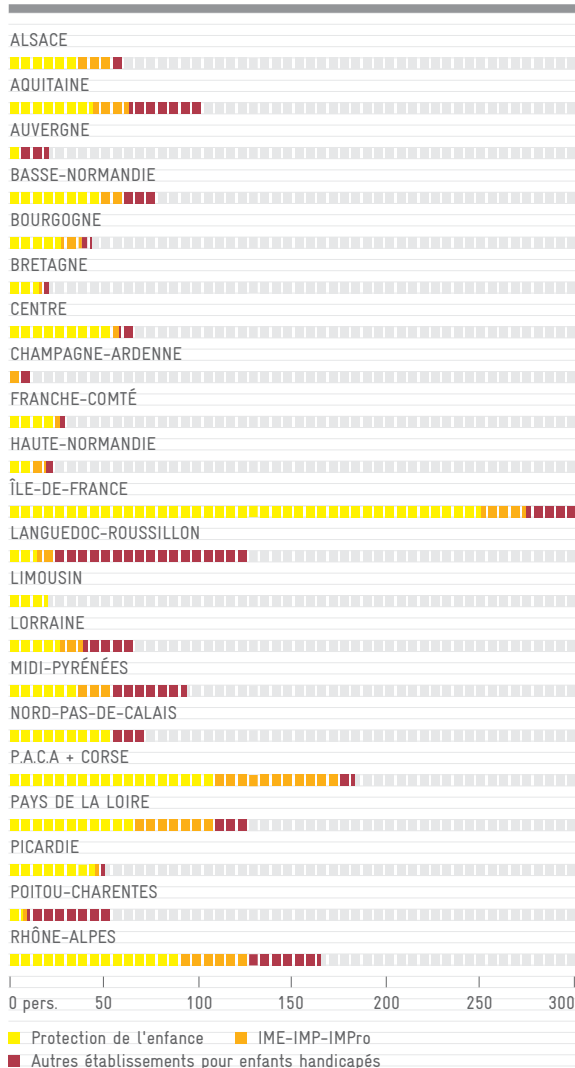 ALSACE
AQUITAINE
AUVERGNE
BASSE-NORMANDIE
BOURGOGNE
BRETAGNE
CENTRE
CHAMPAGNE-ARDENNE
FRANCHE-COMTÉ
HAUTE-NORMANDIE
ÎLE-DE-FRANCE
LANGUEDOC-ROUSSILLON
LIMOUSIN
LORRAINE
MIDI-PYRÉNÉES
NORD-PAS-DE-CALAIS
P.A.C.A + CORSE
PAYS DE LA LOIRE
PICARDIE
POITOU-CHARENTES
RHÔNE-ALPES
0 pers. 50 100 150 200 250 300
Protection de l'enfance IME-IMP-IMPro
Autres établissements pour enfants handicapés